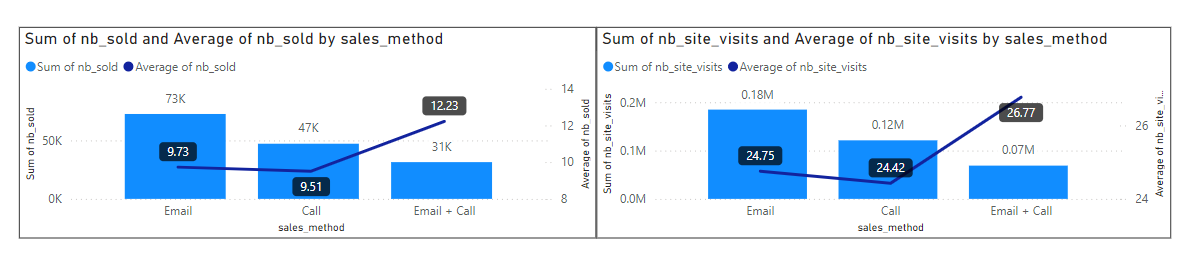 Sum of nb_sold and Average of nb_sold by sales_method
Sum of nb_sold Average of nb_sold
Sum of nb_sold
50K
0K
73K
47K
31K
9.73
9.51
12.23
14
12
10
8
Average of nb_sold
Email Call Email + Call
sales_method
Sum of nb_site_visits and Average of nb_site_visits by sales_method
Sum of nb_site_visits Average of nb_site_visits
Sum of nb_site_visits
0.2M
0.1M
0.0M
0.18M
0.12M
0.07M
24.75
24.42
26.77
26
24
Average of nb_site_vi...
Email Call Email + Call
sales_method